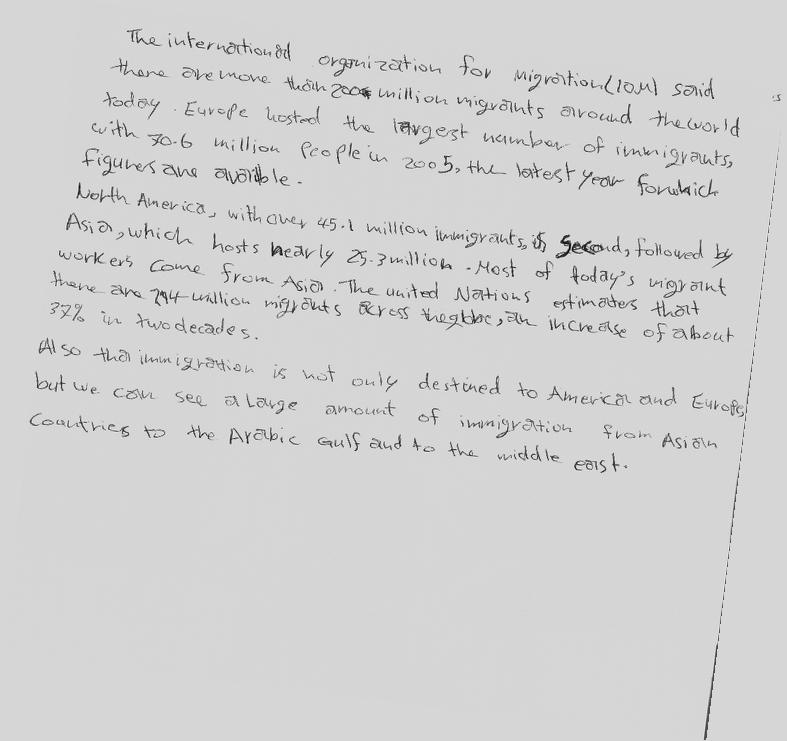 The international organization for Migration (IOM) said
there are more than 200 million migrants around the world
today. Europe hosted the largest number of immigrants,
with 70.6 million People in 2005, the latest year for which
figures are available.
North America, with over 45.1 million immigrants, is Second, followed by
Asia, which hosts nearly 25.3 million. Most of today's migrant
workers come from Asia. The united Nations estimates that
there are 214 million migrants across the globe, an increase of about
37% in two decades.
Also the immigration is not only destined to America and Europe,
but we can see a large amount of immigration from Asian
Countries to the Arabic Gulf and to the middle east.